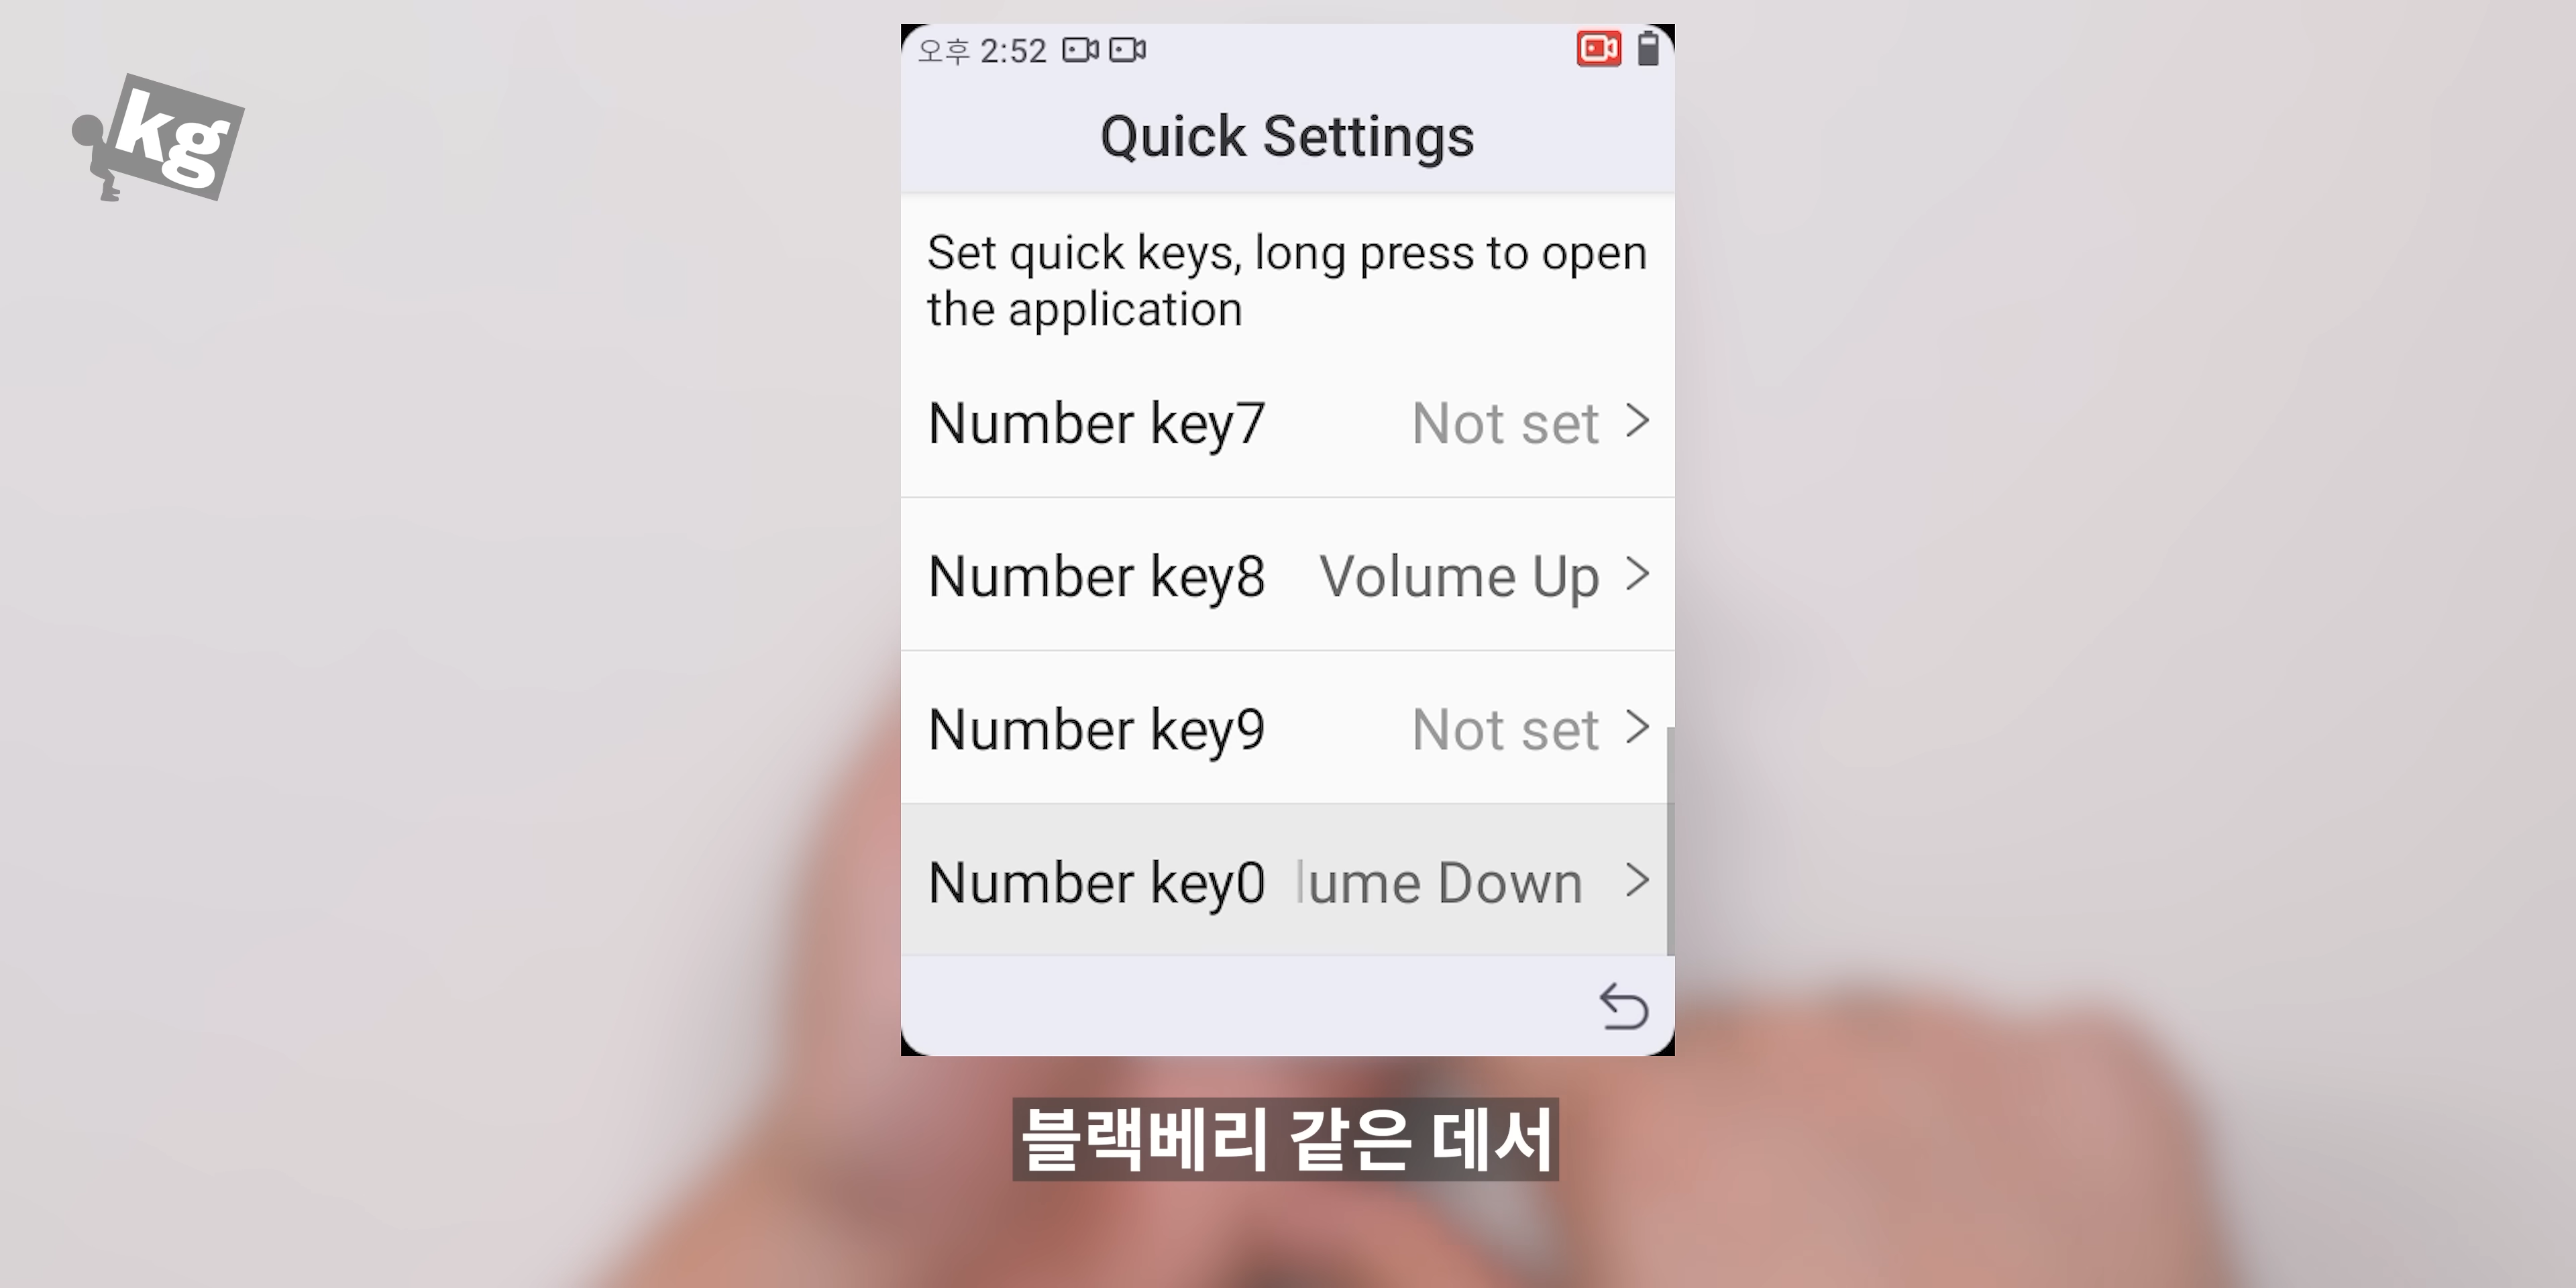 kg
오후 2:52
Quick Settings
Set quick keys, long press to open
the application
Number key7 Not set
Number key8 Volume Up
Number key9 Not set
Number key0 lume Down
블랙베리 같은 데서